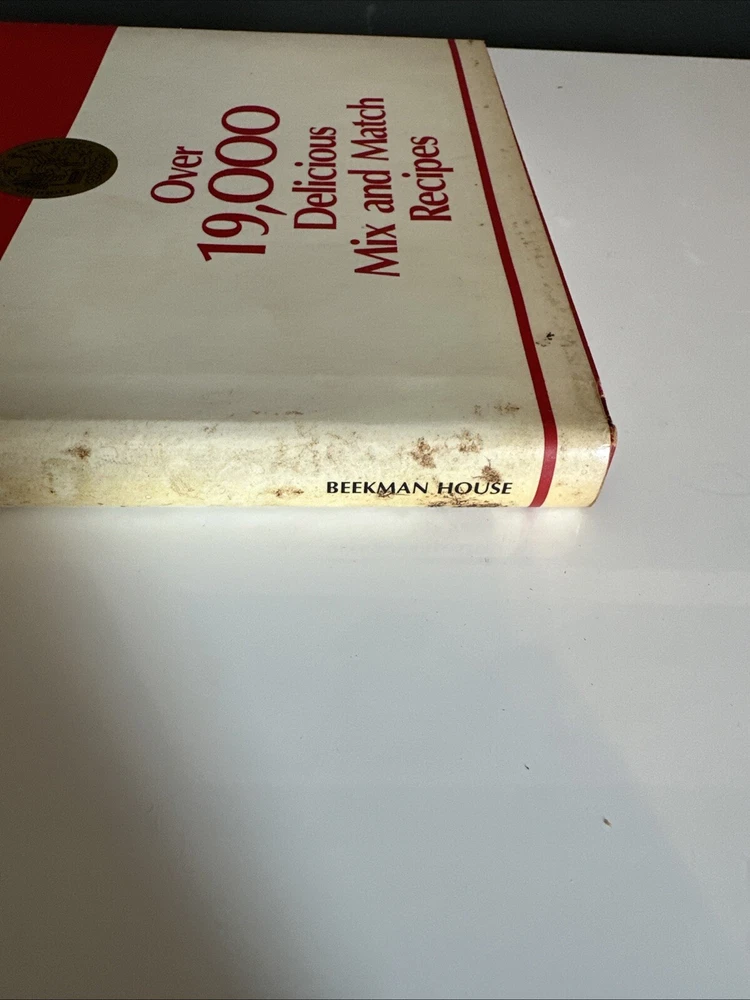 Over
19,000
Delicious
Mix and Match
Recipes
BEEKMAN HOUSE